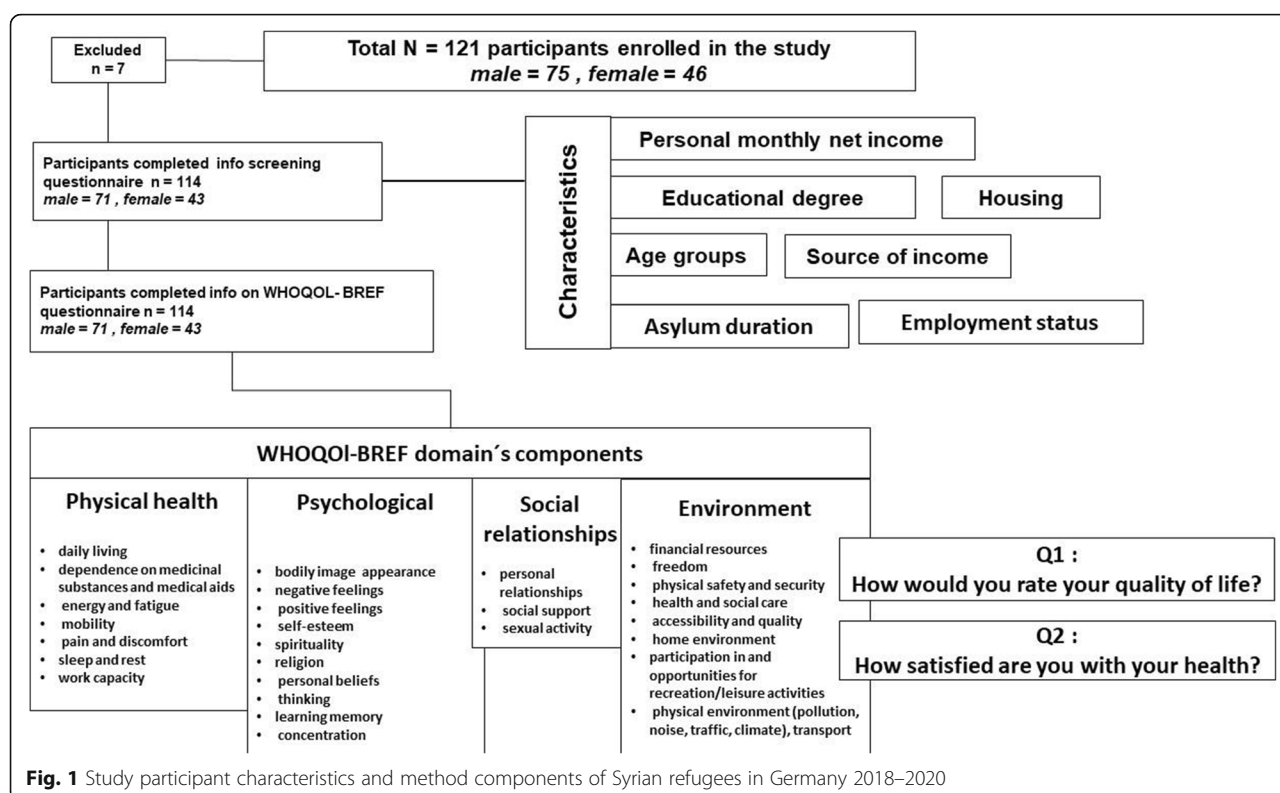 Excluded
n = 7
Total N = 121 participants enrolled in the study
male = 75 , female = 46
Participants completed info screening
questionnaire n = 114
male = 71 , female = 43
Characteristics
Personal monthly net income
Educational degree
Housing
Age groups
Source of income
Asylum duration
Employment status
Participants completed info on WHOQOL- BREF
questionnaire n = 114
male = 71 , female = 43
WHOQOl-BREF domain´s components
Physical health
• daily living
• dependence on medicinal
substances and medical aids
• energy and fatigue
• mobility
• pain and discomfort
• sleep and rest
• work capacity
Psychological
• bodily image appearance
• negative feelings
• positive feelings
• self-esteem
• spirituality
• religion
• personal beliefs
• thinking
• learning memory
• concentration
Social
relationships
• personal
relationships
• social support
• sexual activity
Environment
• financial resources
• freedom
• physical safety and security
• health and social care
• accessibility and quality
• home environment
• participation in and
opportunities for
recreation/leisure activities
• physical environment (pollution,
noise, traffic, climate), transport
Q1 :
How would you rate your quality of life?
Q2 :
How satisfied are you with your health?
Fig. 1 Study participant characteristics and method components of Syrian refugees in Germany 2018–2020